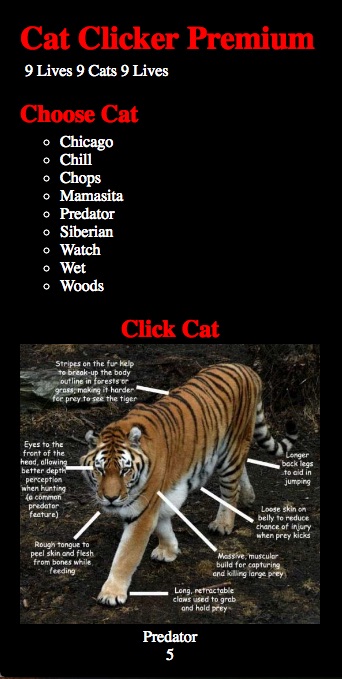 Cat Clicker Premium
9 Lives 9 Cats 9 Lives
Choose Cat
Chicago
Chill
Chops
Mamasita
Predator
Siberian
Watch
Wet
Woods
Click Cat
Stripes on the fur help
to break-up the body
outline in forests or
grass, making it harder
for prey to see the tiger
Eyes to the
front of the
head, allowing
better depth
perception
when hunting
(a common
predator
feature)
Longer
back legs
to aid in
jumping
Loose skin on
belly to reduce
chance of injury
when prey kicks
Rough tongue to
peel skin and flesh
from bones while
feeding
Massive, muscular
build for capturing
and killing large prey
Long, retractable
claws used to grab
and hold prey
Predator
5